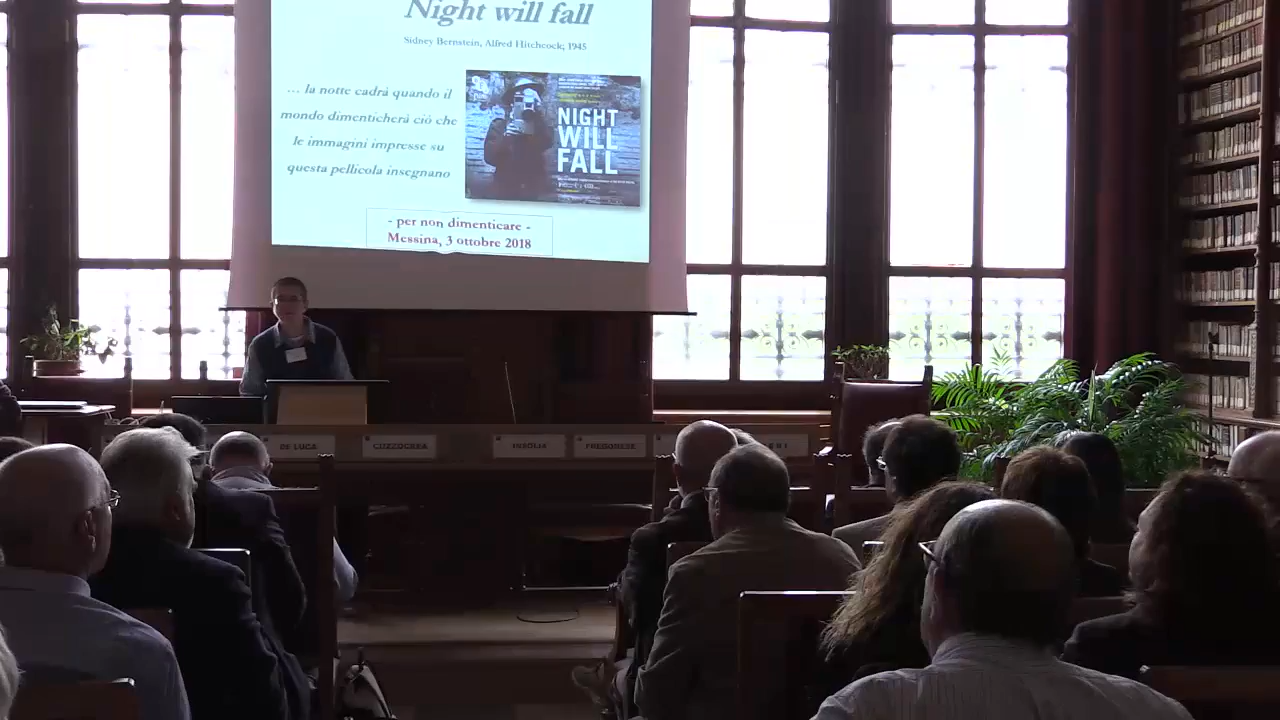 Night will fall
Sidney Bernstein, Alfred Hitchcock; 1945
... la notte cadrà quando il
mondo dimenticherà ciò che
le immagini impresse su
questa pellicola insegnano
NIGHT
WILL
FALL
- per non dimenticare -
Messina, 3 ottobre 2018
DE LUCA
CUZZOCREA
INSOLIA